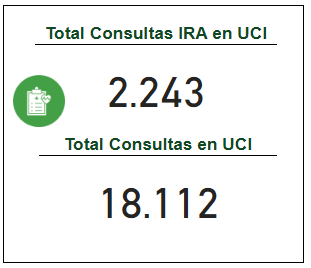 Total Consultas IRA en UCI
2.243
Total Consultas en UCI
18.112